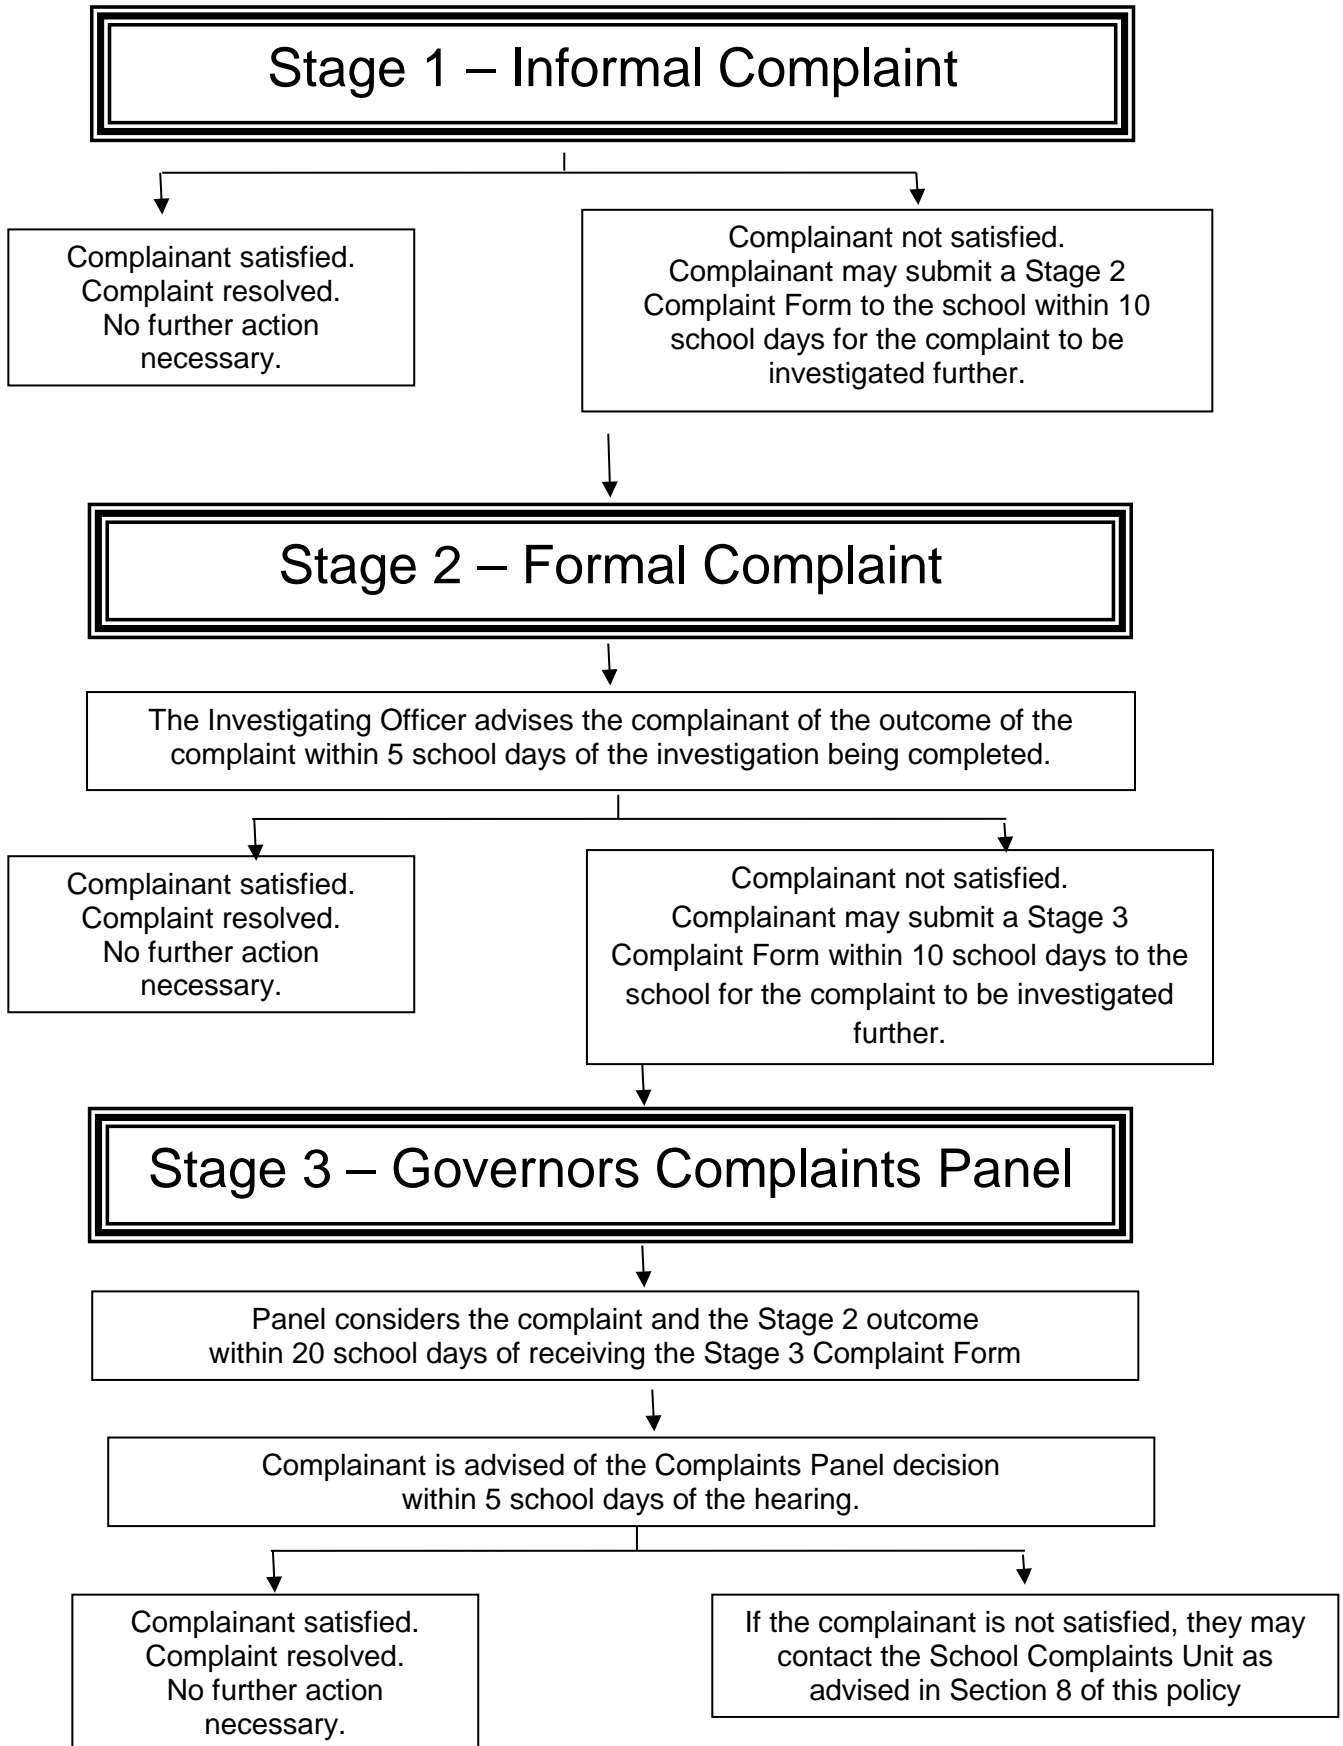 Stage 1 – Informal Complaint
Complainant satisfied.
Complaint resolved.
No further action
necessary.
Complainant not satisfied.
Complainant may submit a Stage 2
Complaint Form to the school within 10
school days for the complaint to be
investigated further.
Stage 2 – Formal Complaint
The Investigating Officer advises the complainant of the outcome of the
complaint within 5 school days of the investigation being completed.
Complainant satisfied.
Complaint resolved.
No further action
necessary.
Complainant not satisfied.
Complainant may submit a Stage 3
Complaint Form within 10 school days to the
school for the complaint to be investigated
further.
Stage 3 – Governors Complaints Panel
Panel considers the complaint and the Stage 2 outcome
within 20 school days of receiving the Stage 3 Complaint Form
Complainant is advised of the Complaints Panel decision
within 5 school days of the hearing.
Complainant satisfied.
Complaint resolved.
No further action
necessary.
If the complainant is not satisfied, they may
contact the School Complaints Unit as
advised in Section 8 of this policy